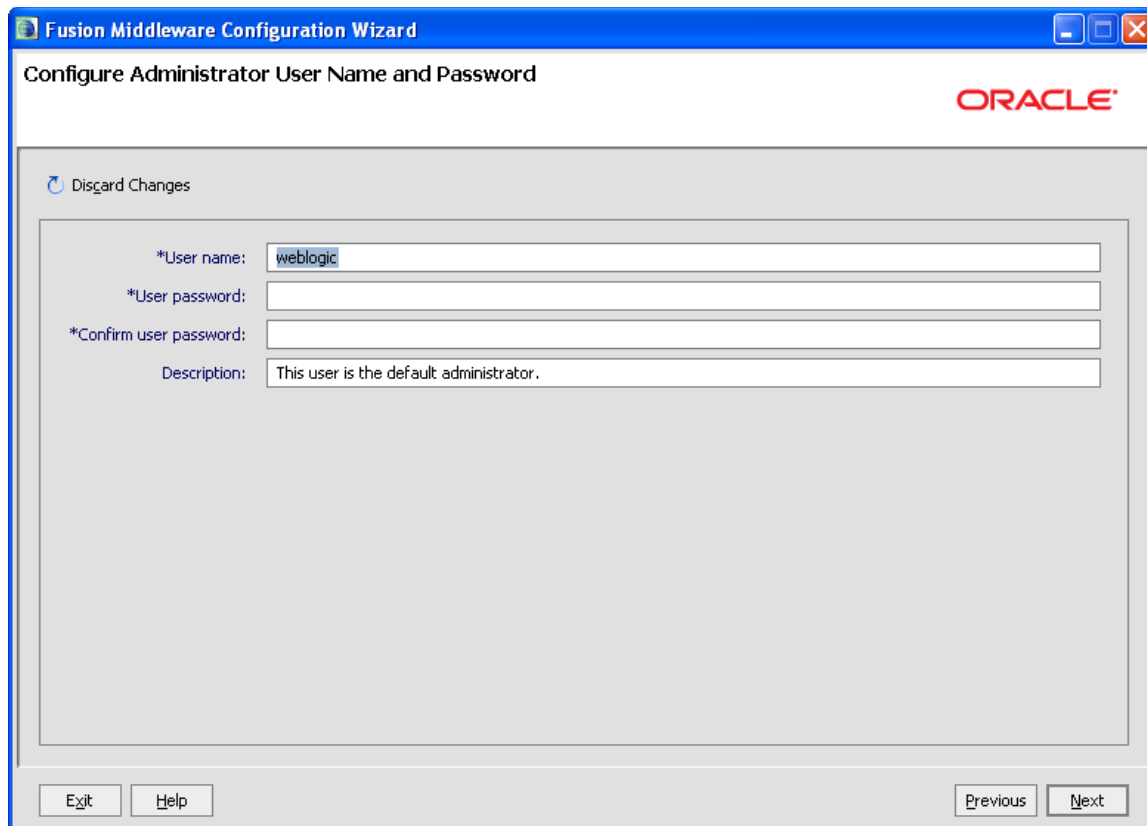 Fusion Middleware Configuration Wizard
Configure Administrator User Name and Password
ORACLE
Discard Changes
*User name: weblogic
*User password:
*Confirm user password:
Description: This user is the default administrator.
Exit Help Previous Next